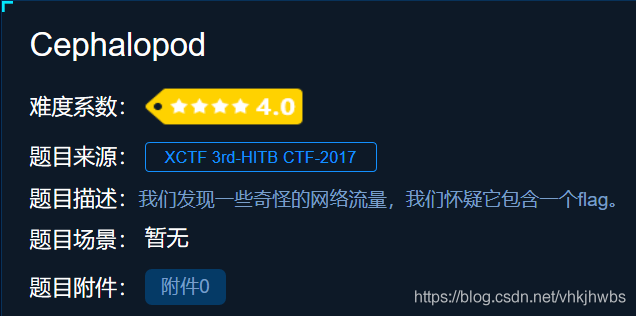 Cephalopod
难度系数： 4.0
题目来源： XCTF 3rd-HITB CTF-2017
题目描述：我们发现一些奇怪的网络流量，我们怀疑它包含一个flag。
题目场景： 暂无
题目附件： 附件0
https://blog.csdn.net/vhkjhwbs